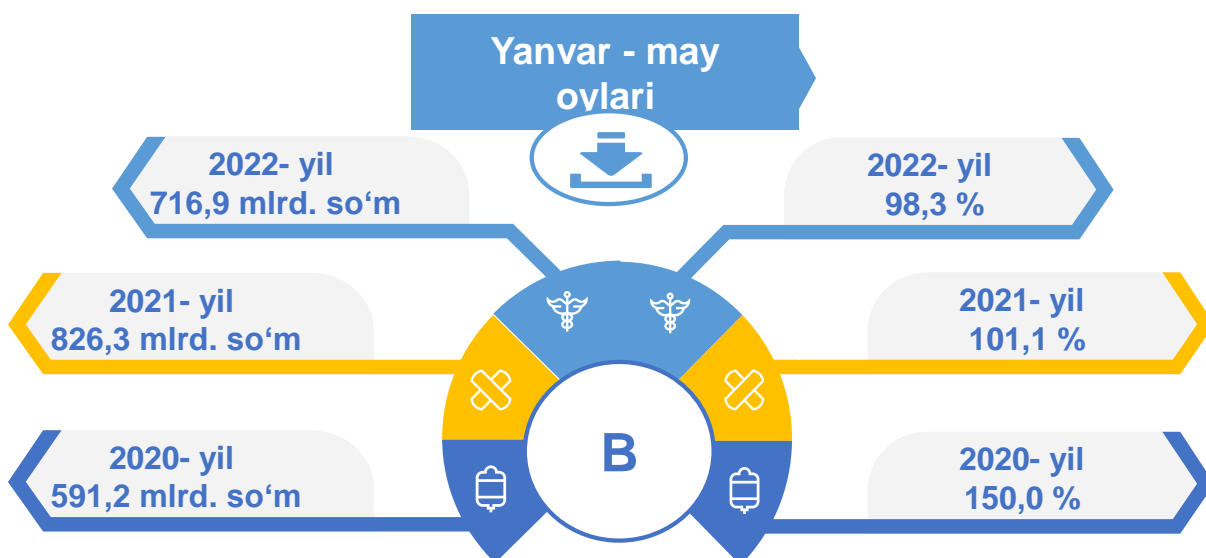 Yanvar - may
oylari
2022- yil
716,9 mlrd. so‘m
2022- yil
98,3 %
2021- yil
826,3 mlrd. so‘m
2021- yil
101,1 %
2020- yil
591,2 mlrd. so‘m
2020- yil
150,0 %
B